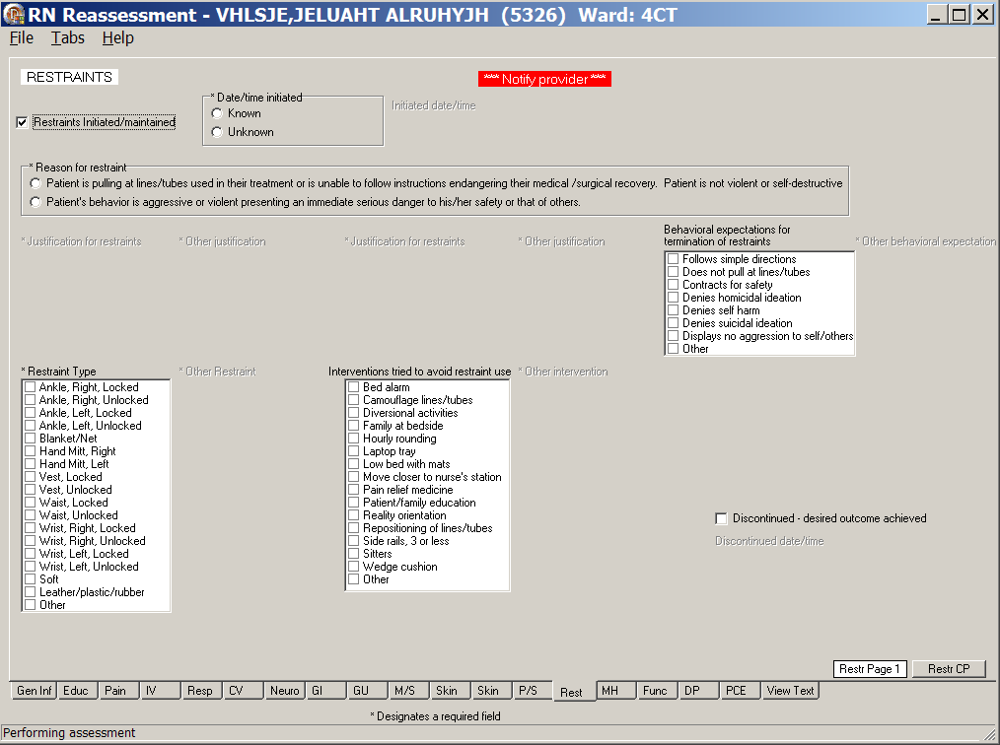 RN Reassessment - VHLSJE,JELUAHT ALRUHYJH (5326) Ward: 4CT
File Tabs Help
RESTRAINTS
*** Notify provider ***
* Date/time initiated
Known
Unknown
Initiated date/time
Restraints Initiated/maintained
* Reason for restraint
Patient is pulling at lines/tubes used in their treatment or is unable to follow instructions endangering their medical /surgical recovery. Patient is not violent or self-destructive
Patient's behavior is aggressive or violent presenting an immediate serious danger to his/her safety or that of others.
* Justification for restraints
* Other justification
* Justification for restraints
* Other justification
Behavioral expectations for
termination of restraints
* Other behavioral expectation
Follows simple directions
Does not pull at lines/tubes
Contracts for safety
Denies homicidal ideation
Denies self harm
Denies suicidal ideation
Displays no aggression to self/others
Other
* Restraint Type
* Other Restraint
Ankle, Right, Locked
Ankle, Right, Unlocked
Ankle, Left, Locked
Ankle, Left, Unlocked
Blanket/Net
Hand Mitt, Right
Hand Mitt, Left
Vest, Locked
Vest, Unlocked
Waist, Locked
Waist, Unlocked
Wrist, Right, Locked
Wrist, Right, Unlocked
Wrist, Left, Locked
Wrist, Left, Unlocked
Soft
Leather/plastic/rubber
Other
Interventions tried to avoid restraint use
* Other intervention
Bed alarm
Camouflage lines/tubes
Diversional activities
Family at bedside
Hourly rounding
Laptop tray
Low bed with mats
Move closer to nurse's station
Pain relief medicine
Patient/family education
Reality orientation
Repositioning of lines/tubes
Side rails, 3 or less
Sitters
Wedge cushion
Other
Discontinued - desired outcome achieved
Discontinued date/time
Restr Page 1
Restr CP
Gen Inf Educ Pain IV Resp CV Neuro GI GU M/S Skin Skin P/S Rest MH Func DP PCE View Text
* Designates a required field
Performing assessment